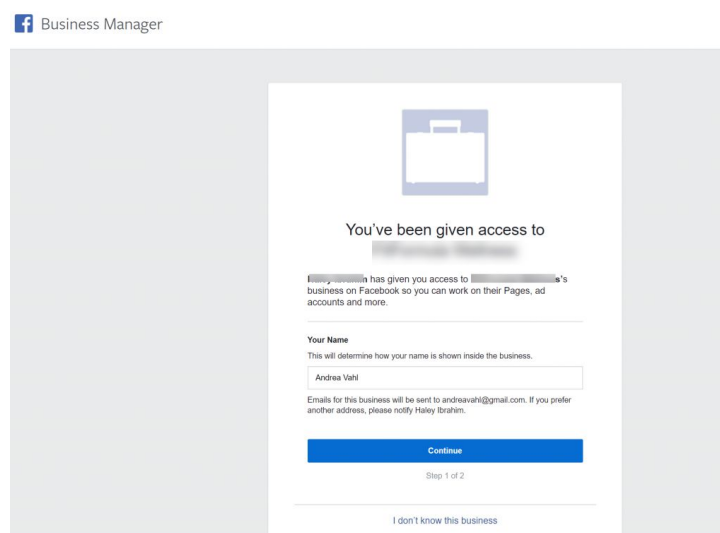 Business Manager
You've been given access to
has given you access to 's
business on Facebook so you can work on their Pages, ad
accounts and more.
Your Name
This will determine how your name is shown inside the business.
Andrea Vahl
Emails for this business will be sent to andreavahl@gmail.com. If you prefer
another address, please notify Haley Ibrahim.
Continue
Step 1 of 2
I don't know this business